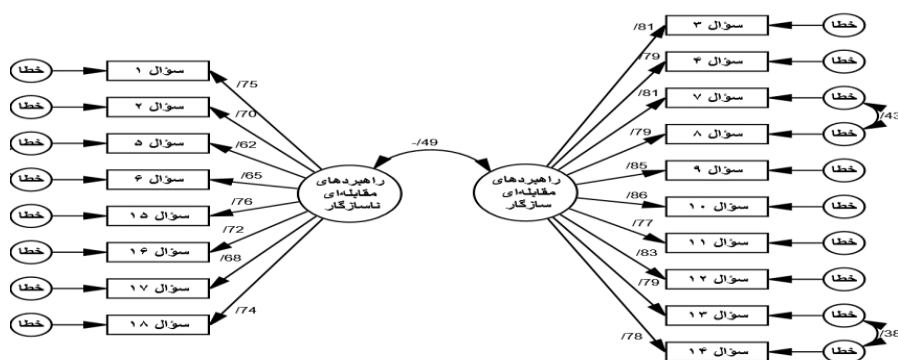 خطا
سؤال ۱
/75
خطا
سؤال ۲
/70
خطا
سؤال ۵
/62
خطا
سؤال ۶
/65
خطا
سؤال ۱۵
/76
خطا
سؤال ۱۶
/72
خطا
سؤال ۱۷
/68
خطا
سؤال ۱۸
/74
راهبردهای
مقابله‌ای
ناسازگار
-/49
راهبردهای
مقابله‌ای
سازگار
/81
سؤال ۳
خطا
/79
سؤال ۴
خطا
/81
سؤال ۷
خطا
/43
/79
سؤال ۸
خطا
/85
سؤال ۹
خطا
/86
سؤال ۱۰
خطا
/77
سؤال ۱۱
خطا
/83
سؤال ۱۲
خطا
/79
سؤال ۱۳
خطا
/38
/78
سؤال ۱۴
خطا